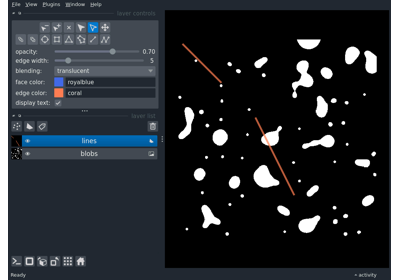 File View Plugins Window Help
layer controls
opacity: 0.70
edge width: 5
blending: translucent
face color: royalblue
edge color: coral
display text:
layer list
lines
blobs
Ready
activity